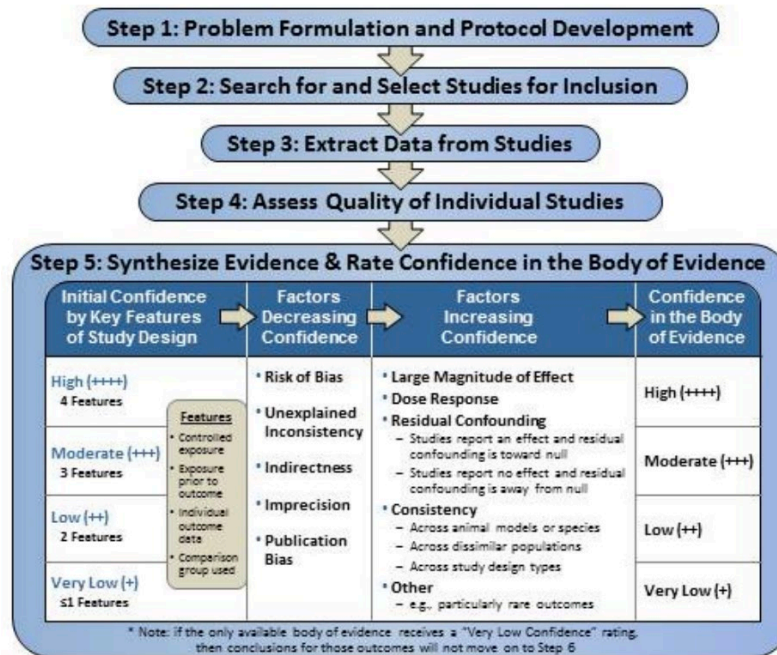 Step 1: Problem Formulation and Protocol Development
Step 2: Search for and Select Studies for Inclusion
Step 3: Extract Data from Studies
Step 4: Assess Quality of Individual Studies
Step 5: Synthesize Evidence & Rate Confidence in the Body of Evidence
Initial Confidence
by Key Features
of Study Design
Factors
Decreasing
Confidence
Factors
Increasing
Confidence
Confidence
in the Body
of Evidence
High (++++)
4 Features
Moderate (+++)
3 Features
Low (++)
2 Features
Very Low (+)
≤1 Features
Features
• Controlled
exposure
• Exposure
prior to
outcome
• Individual
outcome
data
• Comparison
group used
• Risk of Bias
• Unexplained
Inconsistency
• Indirectness
• Imprecision
• Publication
Bias
• Large Magnitude of Effect
• Dose Response
• Residual Confounding
– Studies report an effect and residual
confounding is toward null
– Studies report no effect and residual
confounding is away from null
• Consistency
– Across animal models or species
– Across dissimilar populations
– Across study design types
• Other
– e.g., particularly rare outcomes
High (++++)
Moderate (+++)
Low (++)
Very Low (+)
* Note: if the only available body of evidence receives a "Very Low Confidence" rating,
then conclusions for those outcomes will not move on to Step 6